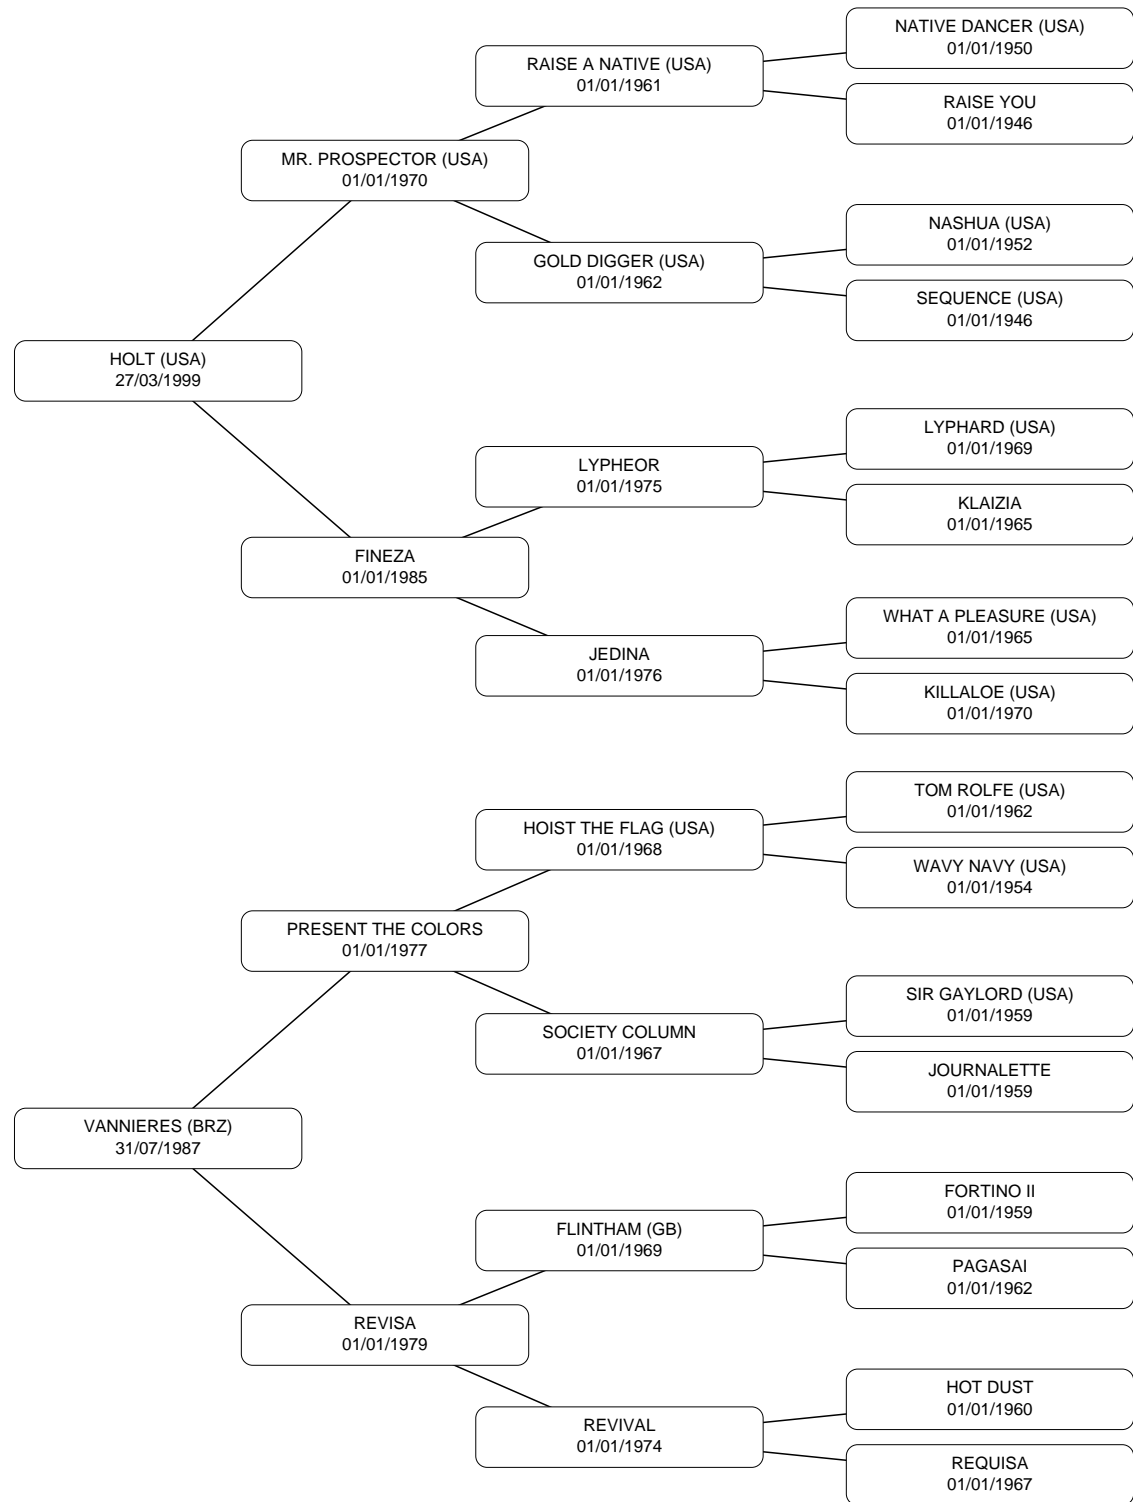 NATIVE DANCER (USA)
01/01/1950
RAISE A NATIVE (USA)
01/01/1961
RAISE YOU
01/01/1946
MR. PROSPECTOR (USA)
01/01/1970
NASHUA (USA)
01/01/1952
GOLD DIGGER (USA)
01/01/1962
SEQUENCE (USA)
01/01/1946
HOLT (USA)
27/03/1999
LYPHARD (USA)
01/01/1969
LYPHEOR
01/01/1975
KLAIZIA
01/01/1965
FINEZA
01/01/1985
WHAT A PLEASURE (USA)
01/01/1965
JEDINA
01/01/1976
KILLALOE (USA)
01/01/1970
TOM ROLFE (USA)
01/01/1962
HOIST THE FLAG (USA)
01/01/1968
WAVY NAVY (USA)
01/01/1954
PRESENT THE COLORS
01/01/1977
SIR GAYLORD (USA)
01/01/1959
SOCIETY COLUMN
01/01/1967
JOURNALETTE
01/01/1959
VANNIERES (BRZ)
31/07/1987
FORTINO II
01/01/1959
FLINTHAM (GB)
01/01/1969
PAGASAI
01/01/1962
REVISA
01/01/1979
HOT DUST
01/01/1960
REVIVAL
01/01/1974
REQUISA
01/01/1967